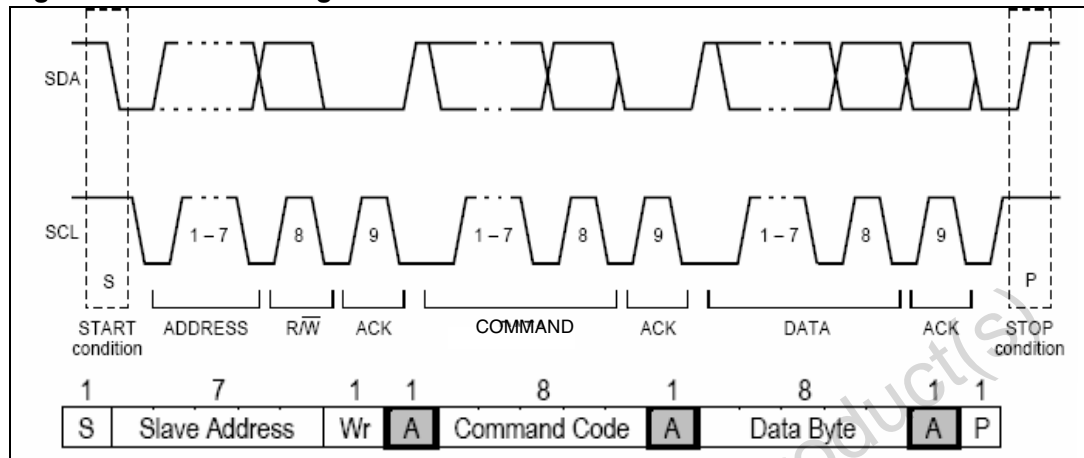 SDA
SCL
1 – 7 8 9 1 – 7 8 9 1 – 7 8 9
S P
START condition ADDRESS R/W̅ ACK COMMAND ACK DATA ACK STOP condition
1 7 1 1 8 1 8 1 1
S Slave Address Wr A Command Code A Data Byte A P